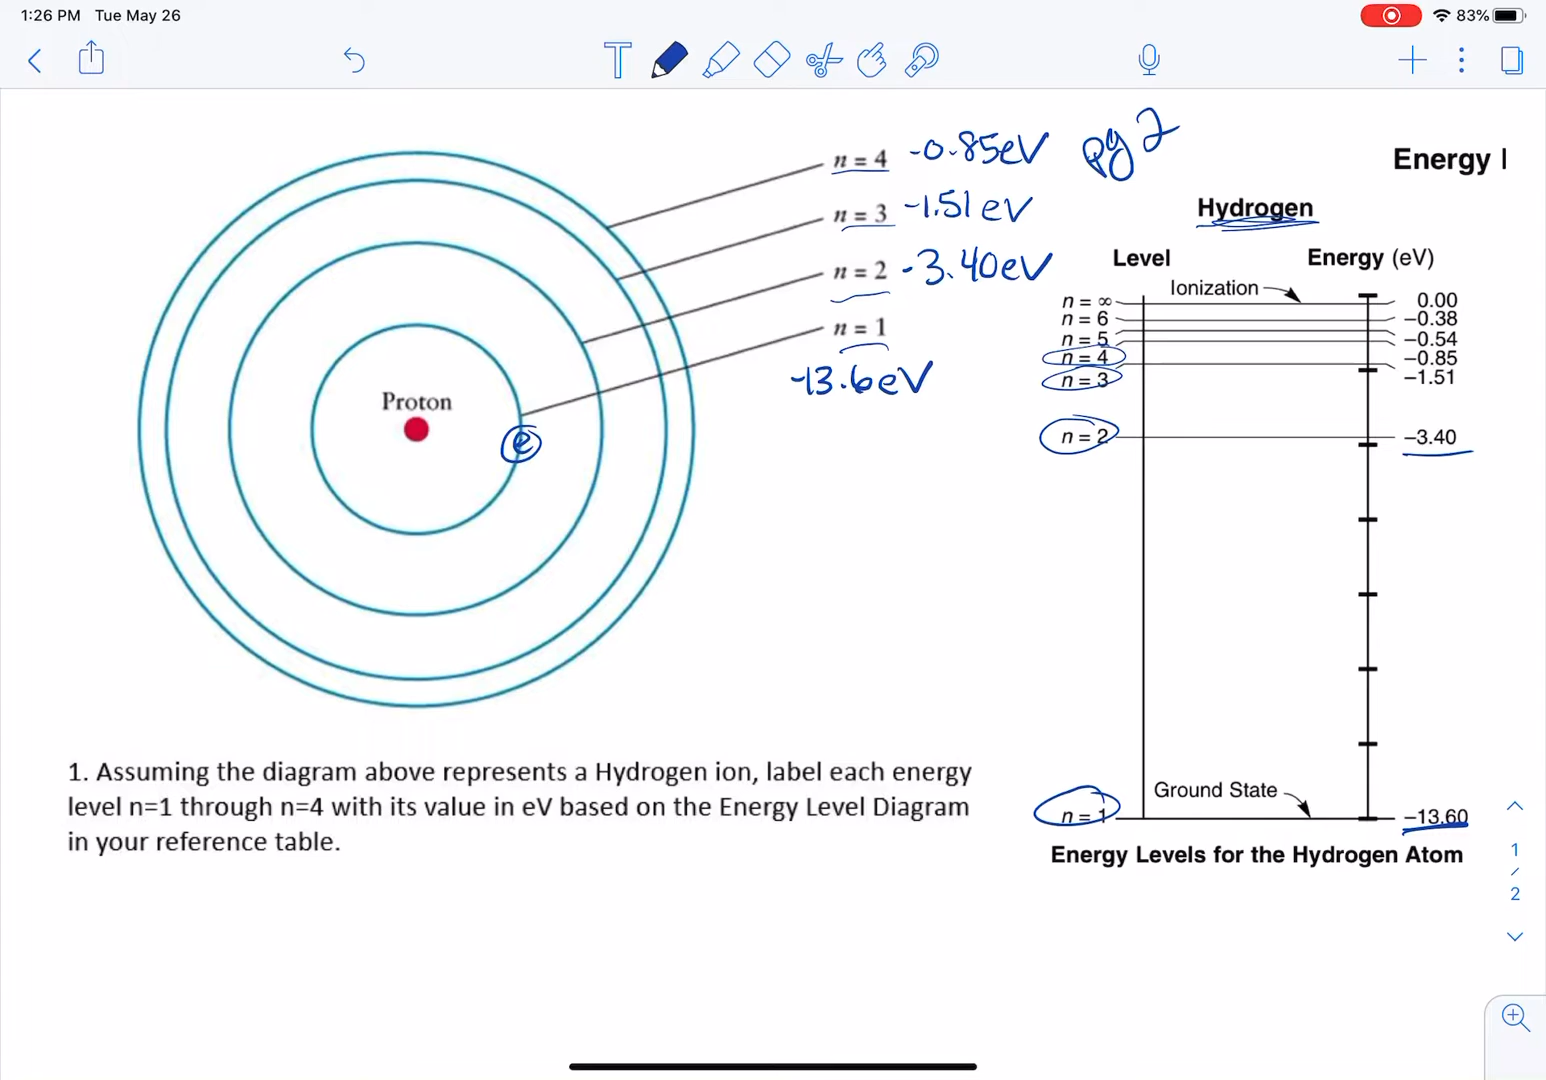 1:26 PM Tue May 26
83%
T
n = 4 -0.85eV pg 2
n = 3 -1.51 eV
n = 2 -3.40eV
n = 1
-13.6eV
Proton
e
Energy l
Hydrogen
Level Energy (eV)
Ionization
n = ∞ 0.00
n = 6 −0.38
n = 5 −0.54
n = 4 −0.85
n = 3 −1.51
n = 2 −3.40
Ground State
n = 1 −13.60
Energy Levels for the Hydrogen Atom
1. Assuming the diagram above represents a Hydrogen ion, label each energy
level n=1 through n=4 with its value in eV based on the Energy Level Diagram
in your reference table.
1
/
2